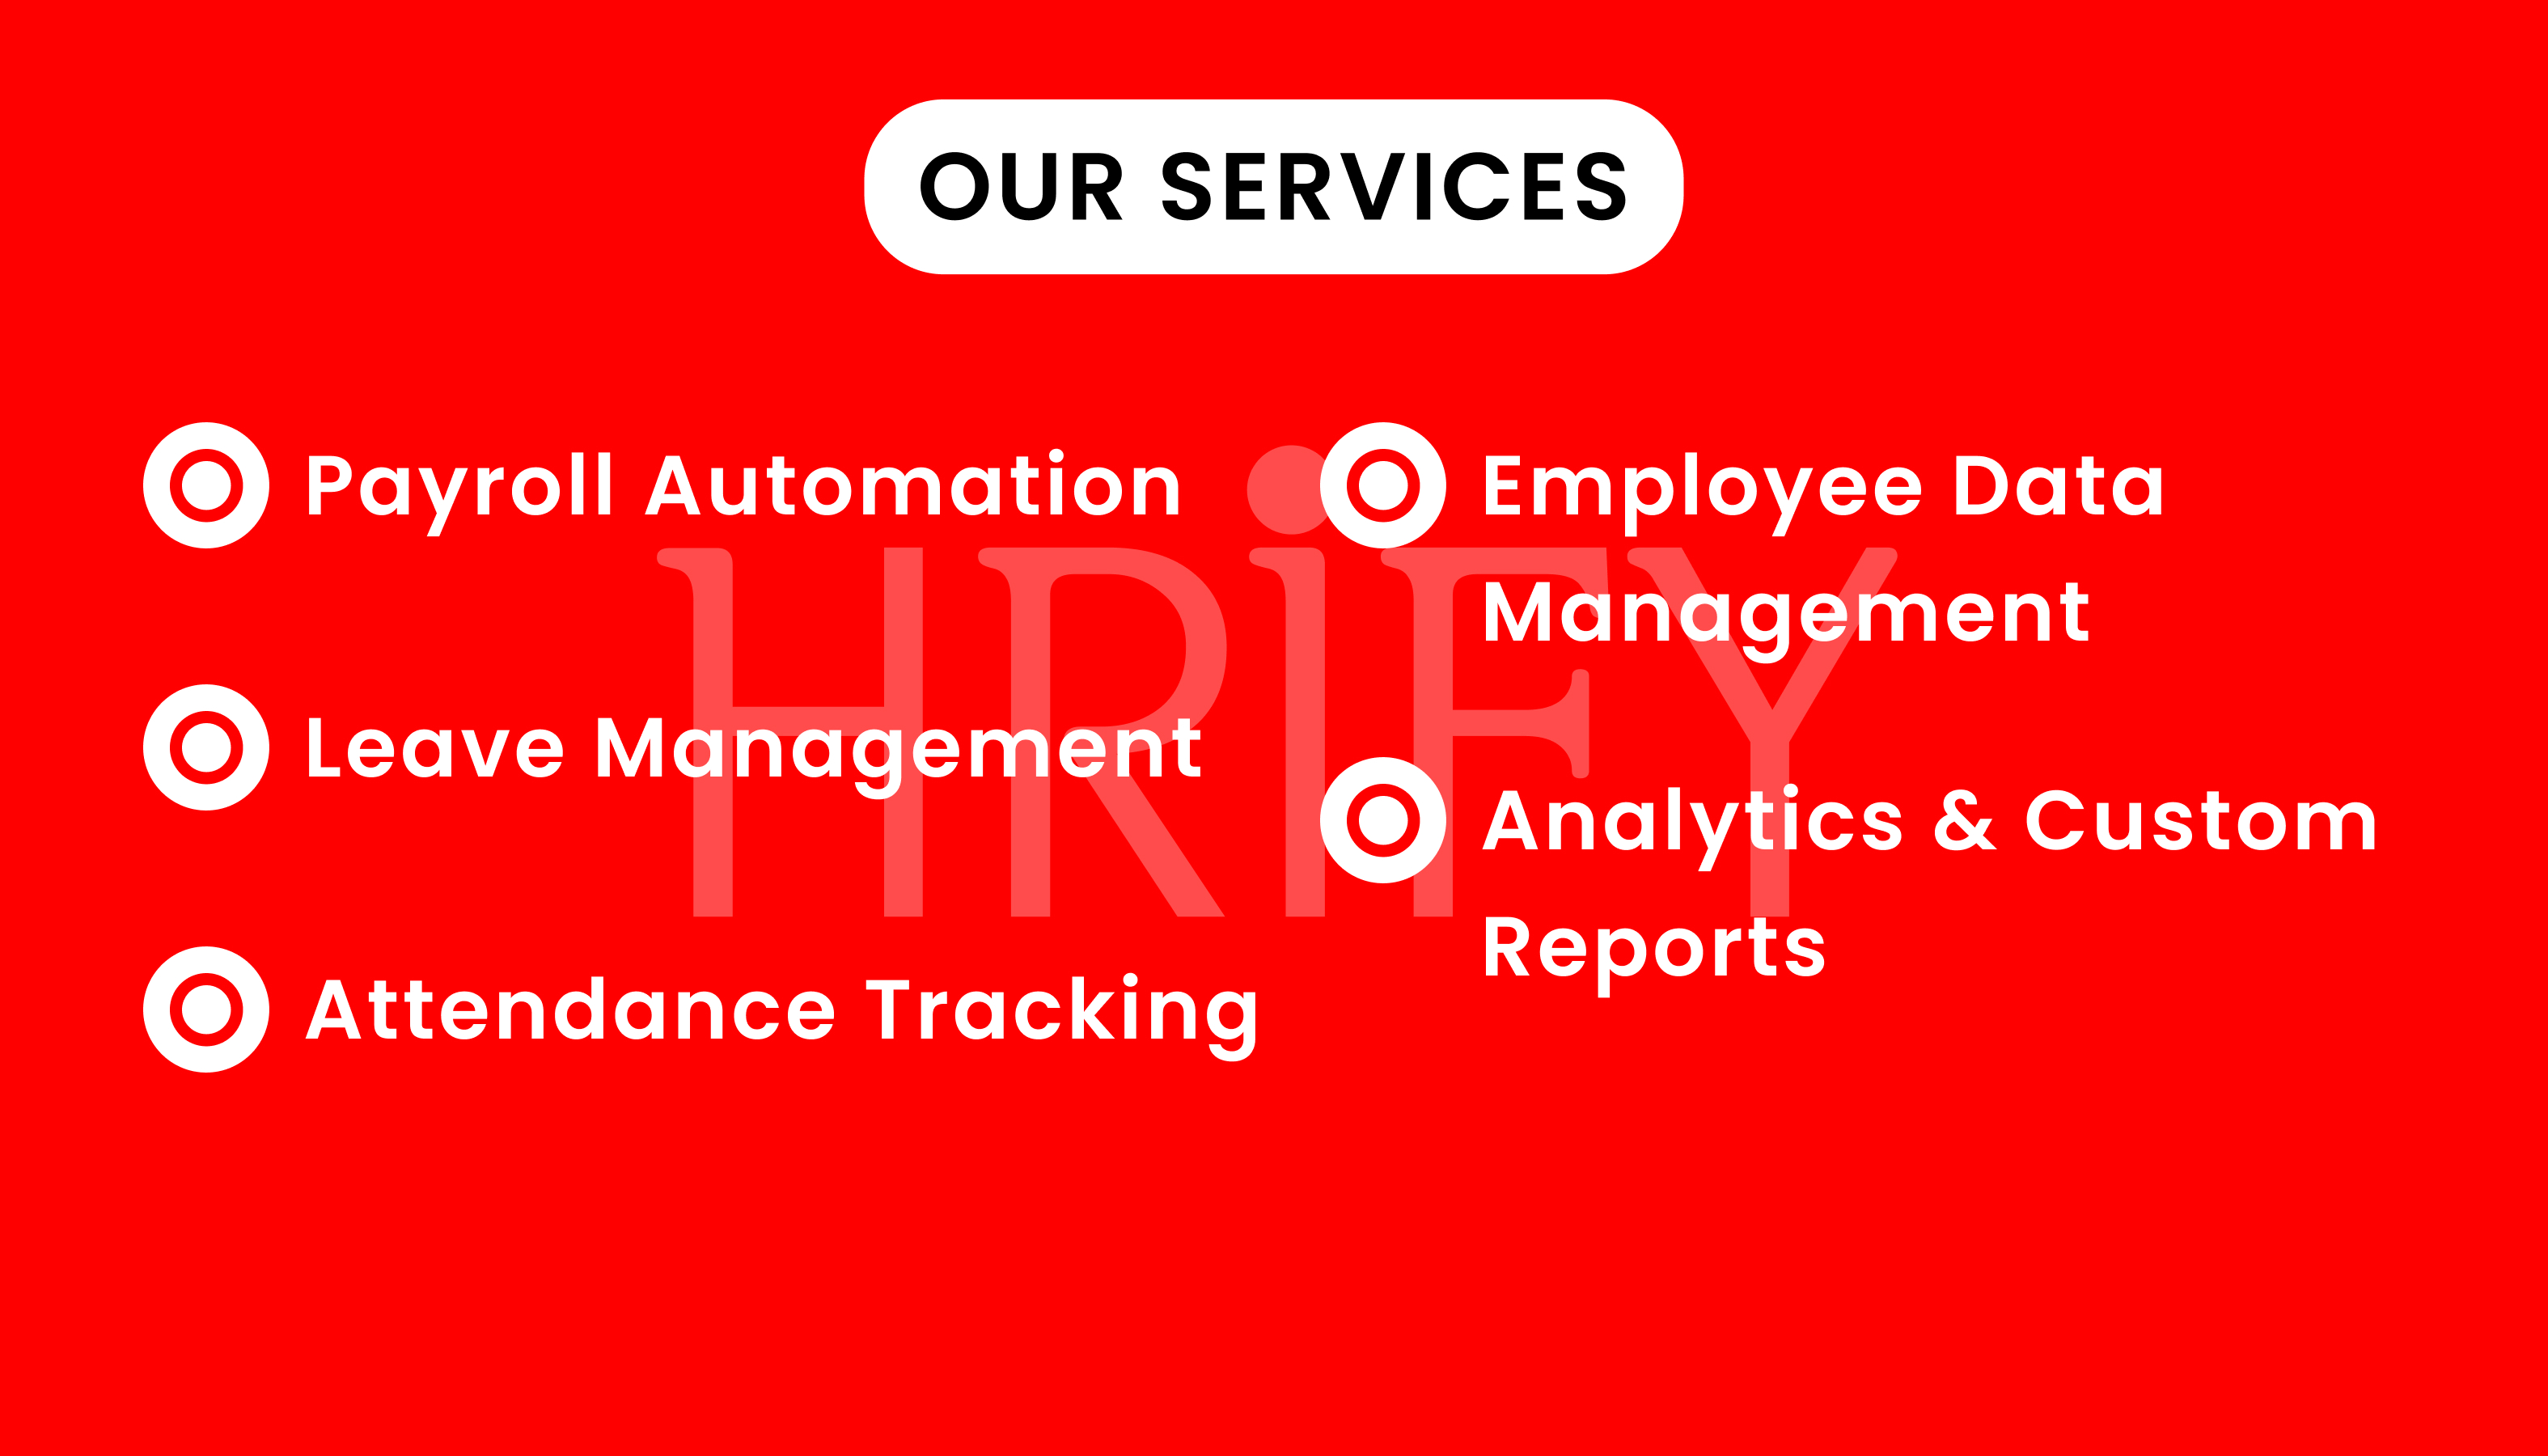 OUR SERVICES
Payroll Automation
Leave Management
Attendance Tracking
Employee Data
Management
Analytics & Custom
Reports
HRiFY